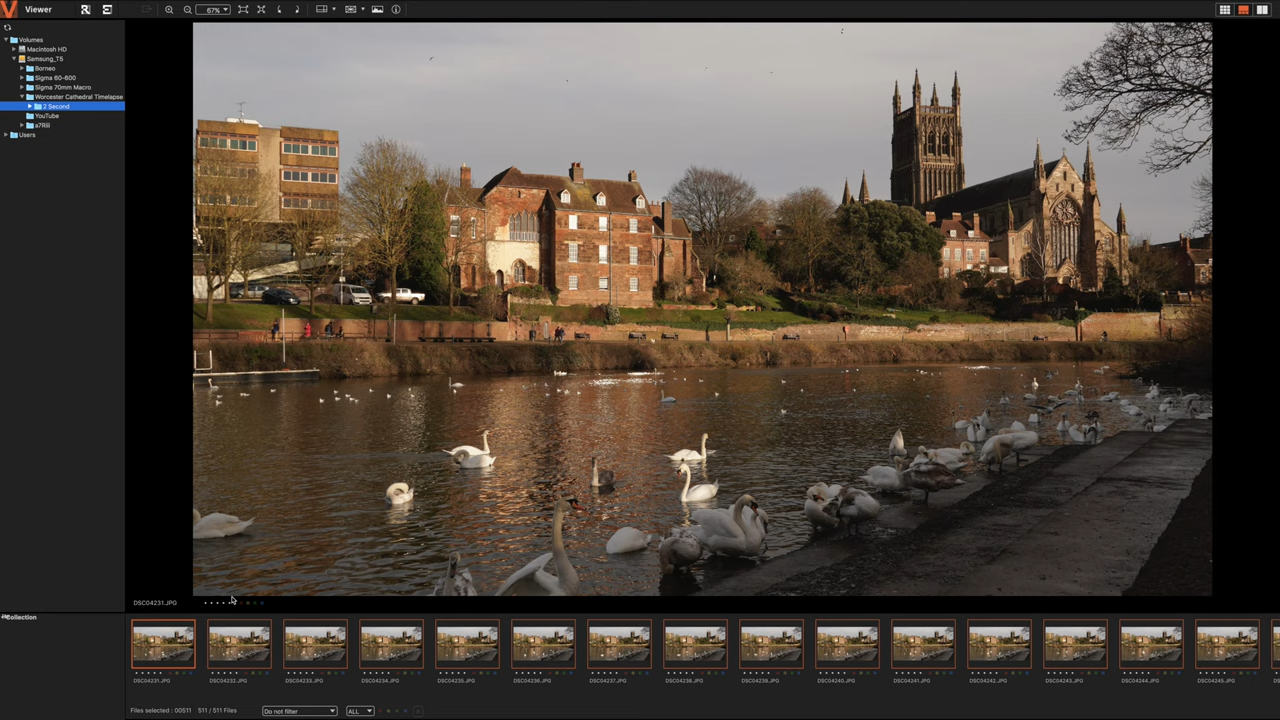 Viewer
67%
Volumes
Macintosh HD
Samsung_T5
Borneo
Sigma 60-600
Sigma 70mm Macro
Worcester Cathedral Timelapse
2 Second
YouTube
a7Riii
Users
DSC04231.JPG
Collection
DSC04231.JPG DSC04232.JPG DSC04233.JPG DSC04234.JPG DSC04235.JPG DSC04236.JPG DSC04237.JPG DSC04238.JPG DSC04239.JPG DSC04240.JPG DSC04241.JPG DSC04242.JPG DSC04243.JPG DSC04244.JPG DSC04245.JPG
Files selected : 00511 511 / 511 Files Do not filter ALL